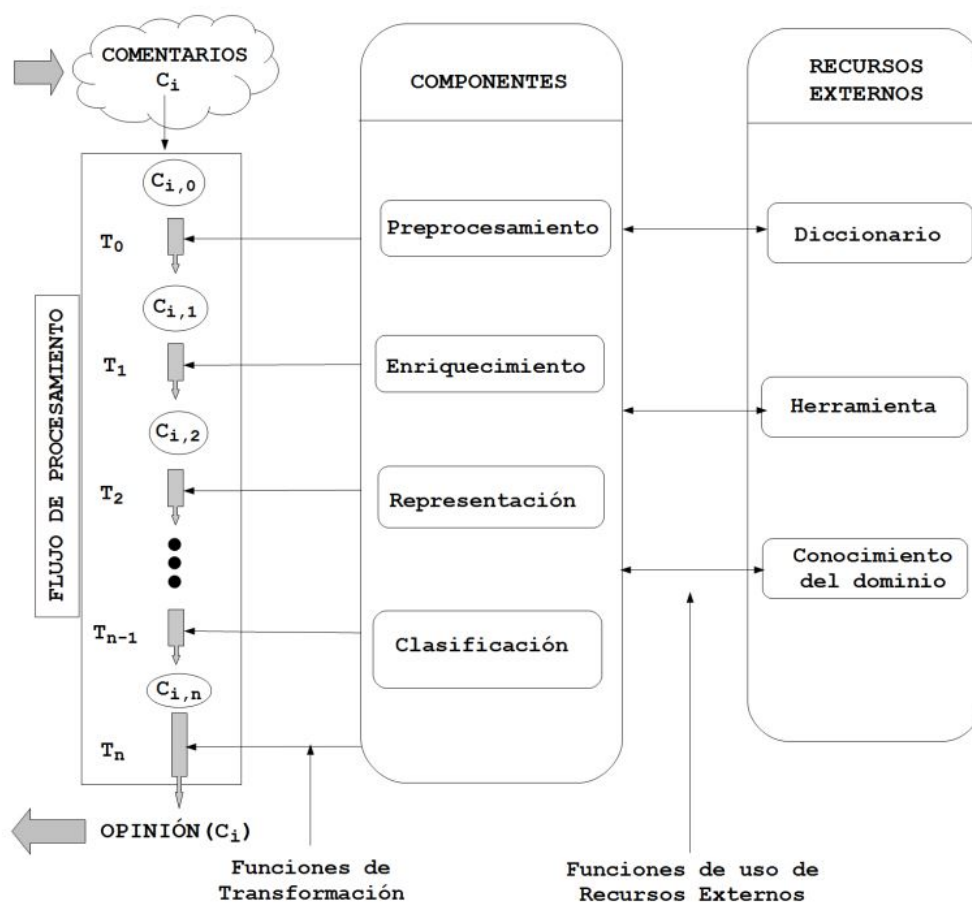 COMENTARIOS
Cᵢ
Cᵢ,₀
T₀
Cᵢ,₁
T₁
Cᵢ,₂
T₂
Tₙ₋₁
Cᵢ,ₙ
Tₙ
OPINIÓN(Cᵢ)
FLUJO DE PROCESAMIENTO
COMPONENTES
Preprocesamiento
Enriquecimiento
Representación
Clasificación
RECURSOS
EXTERNOS
Diccionario
Herramienta
Conocimiento
del dominio
Funciones de
Transformación
Funciones de uso de
Recursos Externos